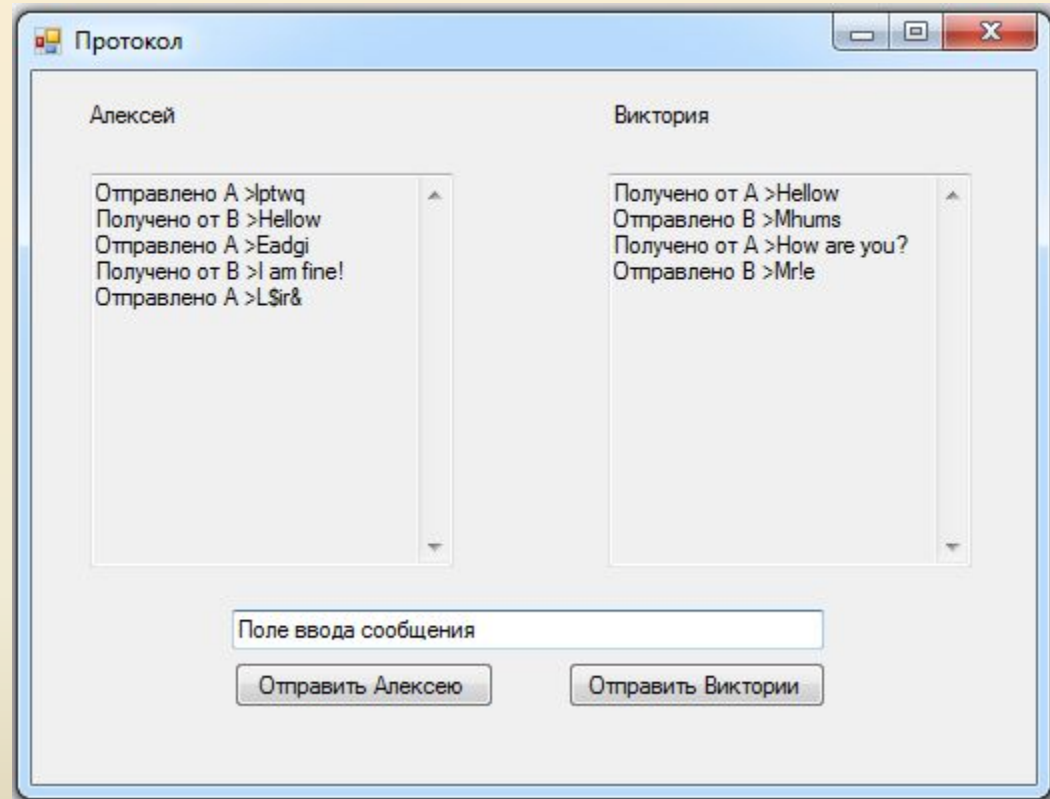 Протокол
Алексей
Отправлено А >lptwq
Получено от В >Hellow
Отправлено А >Eadgi
Получено от В >I am fine!
Отправлено А >L$ir&
Виктория
Получено от А >Hellow
Отправлено В >Mhums
Получено от А >How are you?
Отправлено В >Mr!e
Поле ввода сообщения
Отправить Алексею
Отправить Виктории